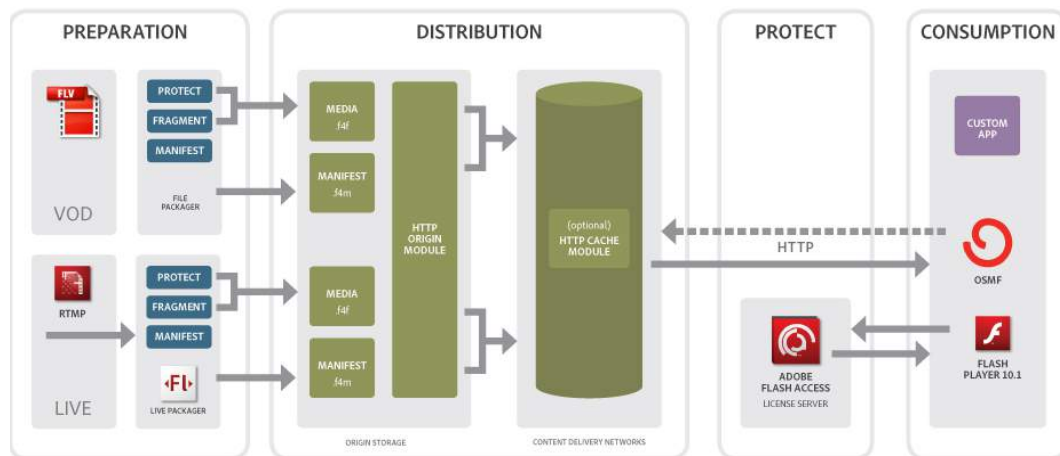 PREPARATION
FLV
VOD
PROTECT
FRAGMENT
MANIFEST
FILE
PACKAGER
RTMP
LIVE
PROTECT
FRAGMENT
MANIFEST
Fl
LIVE PACKAGER
DISTRIBUTION
MEDIA
.f4f
MANIFEST
.f4m
MEDIA
.f4f
MANIFEST
.f4m
HTTP
ORIGIN
MODULE
ORIGIN STORAGE
(optional)
HTTP CACHE
MODULE
CONTENT DELIVERY NETWORKS
HTTP
PROTECT
ADOBE
FLASH ACCESS
LICENSE SERVER
CONSUMPTION
CUSTOM
APP
OSMF
FLASH
PLAYER 10.1